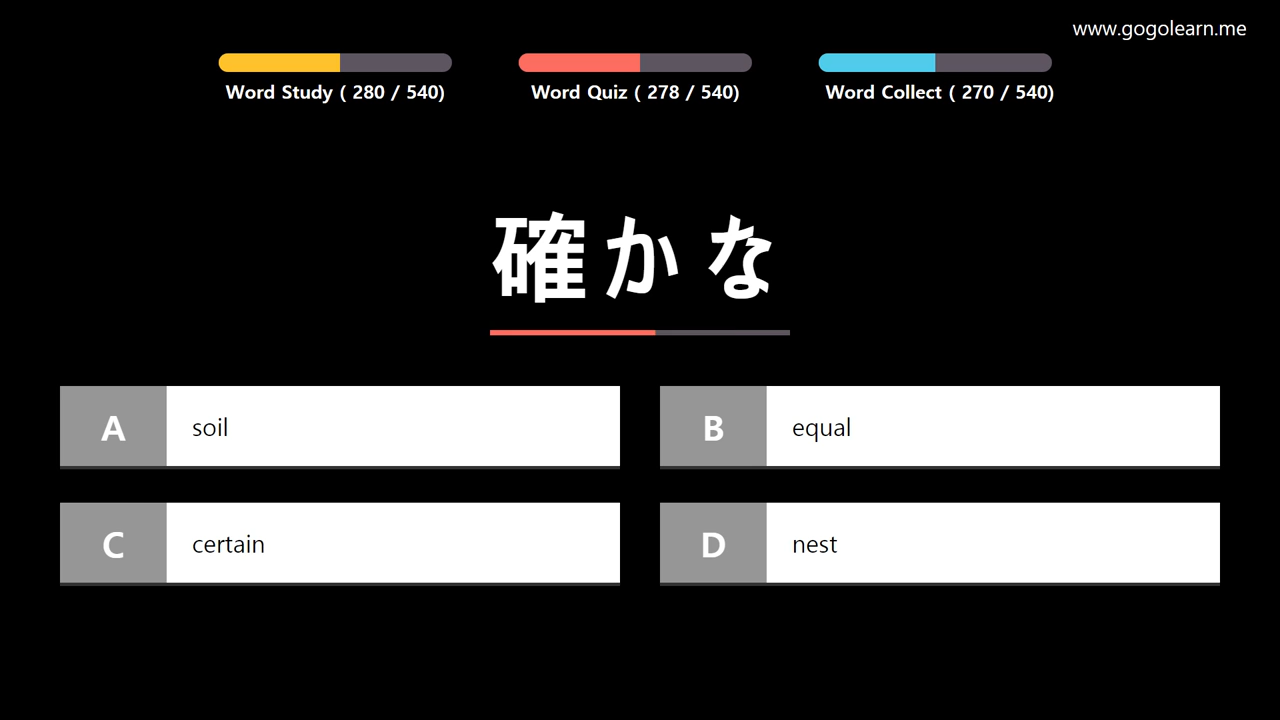 www.gogolearn.me
Word Study ( 280 / 540)
Word Quiz ( 278 / 540)
Word Collect ( 270 / 540)
確かな
A soil
B equal
C certain
D nest